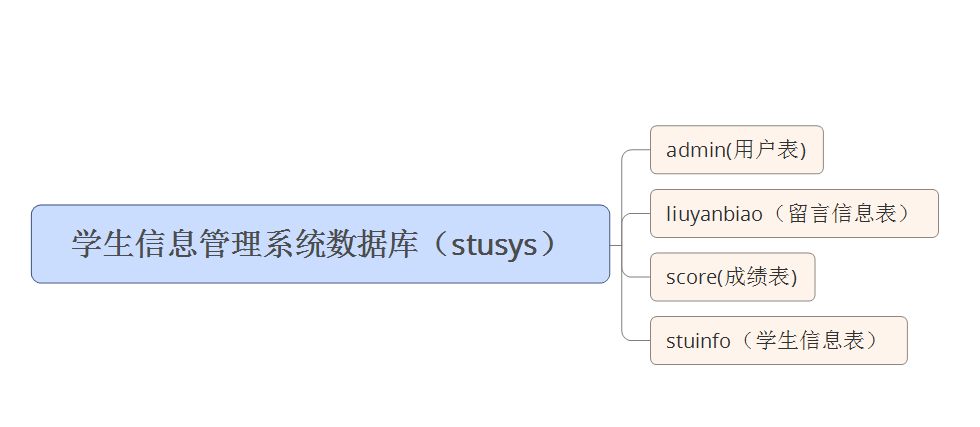 学生信息管理系统数据库（stusys）
admin(用户表)
liuyanbiao（留言信息表）
score(成绩表)
stuinfo（学生信息表）